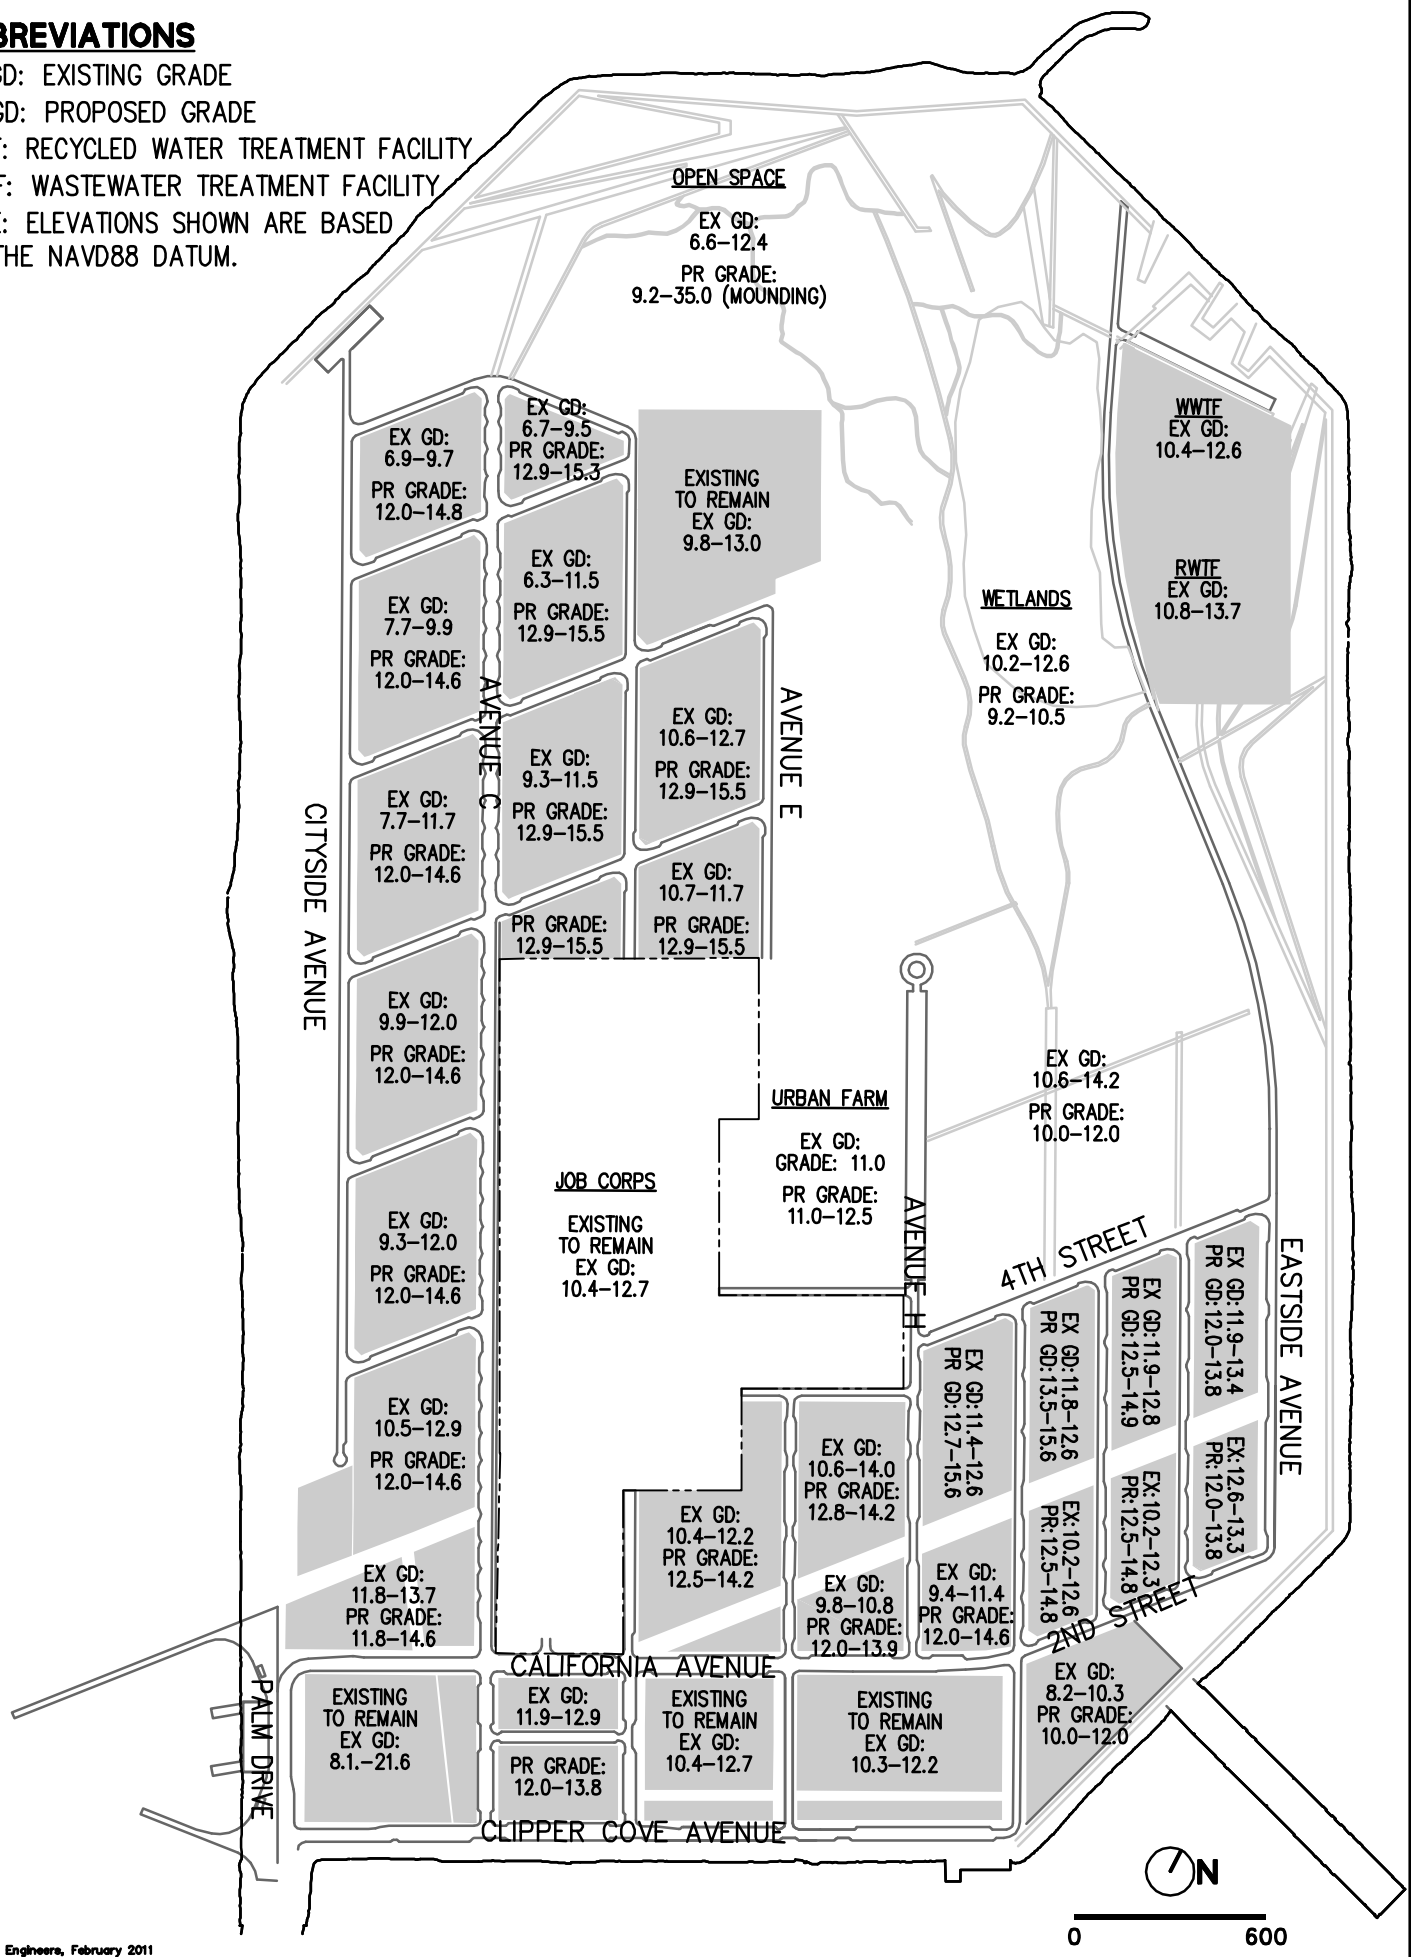 BREVIATIONS
GD: EXISTING GRADE
GD: PROPOSED GRADE
F: RECYCLED WATER TREATMENT FACILITY
F: WASTEWATER TREATMENT FACILITY
E: ELEVATIONS SHOWN ARE BASED
THE NAVD88 DATUM.
OPEN SPACE
EX GD:
6.6–12.4
PR GRADE:
9.2–35.0 (MOUNDING)
EX GD:
6.9–9.7
PR GRADE:
12.0–14.8
EX GD:
6.7–9.5
PR GRADE:
12.9–15.3
EXISTING
TO REMAIN
EX GD:
9.8–13.0
WWTF
EX GD:
10.4–12.6
RWTF
EX GD:
10.8–13.7
EX GD:
7.7–9.9
PR GRADE:
12.0–14.6
EX GD:
6.3–11.5
PR GRADE:
12.9–15.5
WETLANDS
EX GD:
10.2–12.6
PR GRADE:
9.2–10.5
AVENUE C
EX GD:
10.6–12.7
PR GRADE:
12.9–15.5
AVENUE E
EX GD:
7.7–11.7
PR GRADE:
12.0–14.6
EX GD:
9.3–11.5
PR GRADE:
12.9–15.5
CITYSIDE AVENUE
EX GD:
10.7–11.7
PR GRADE:
12.9–15.5
PR GRADE:
12.9–15.5
EX GD:
9.9–12.0
PR GRADE:
12.0–14.6
EX GD:
10.6–14.2
PR GRADE:
10.0–12.0
URBAN FARM
EX GD:
GRADE: 11.0
PR GRADE:
11.0–12.5
JOB CORPS
EXISTING
TO REMAIN
EX GD:
10.4–12.7
EX GD:
9.3–12.0
PR GRADE:
12.0–14.6
AVENUE H
4TH STREET
EASTSIDE AVENUE
EX GD:11.4–12.6
PR GD:12.7–15.6
EX GD:11.8–12.6
PR GD:13.5–15.6
EX GD:11.9–12.8
PR GD:12.5–14.9
EX GD:11.9–13.4
PR GD:12.0–13.8
EX GD:
10.5–12.9
PR GRADE:
12.0–14.6
EX GD:
10.6–14.0
PR GRADE:
12.8–14.2
EX GD:
10.4–12.2
PR GRADE:
12.5–14.2
EX:10.2–12.6
PR:12.5–14.8
EX:10.2–12.3
PR:12.5–14.8
EX:12.6–13.3
PR:12.0–13.8
EX GD:
11.8–13.7
PR GRADE:
11.8–14.6
EX GD:
9.8–10.8
PR GRADE:
12.0–13.9
EX GD:
9.4–11.4
PR GRADE:
12.0–14.6
2ND STREET
CALIFORNIA AVENUE
PALM DRIVE
EXISTING
TO REMAIN
EX GD:
8.1.–21.6
EX GD:
11.9–12.9
PR GRADE:
12.0–13.8
EXISTING
TO REMAIN
EX GD:
10.4–12.7
EXISTING
TO REMAIN
EX GD:
10.3–12.2
EX GD:
8.2–10.3
PR GRADE:
10.0–12.0
CLIPPER COVE AVENUE
N
0 600
Engineers, February 2011